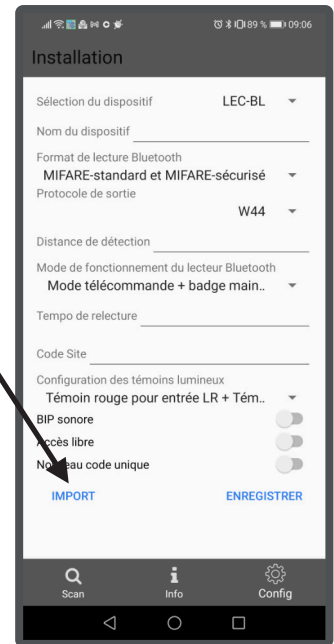 89 % 09:06
Installation
Sélection du dispositif LEC-BL
Nom du dispositif
Format de lecture Bluetooth
MIFARE-standard et MIFARE-sécurisé
Protocole de sortie
W44
Distance de détection
Mode de fonctionnement du lecteur Bluetooth
Mode télécommande + badge main..
Tempo de relecture
Code Site
Configuration des témoins lumineux
Témoin rouge pour entrée LR + Tém..
BIP sonore
Accès libre
Nouveau code unique
IMPORT ENREGISTRER
Scan Info Config